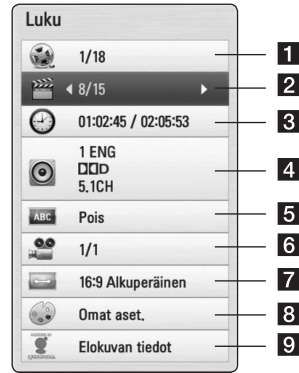 Luku
1/18
1
8/15
2
01:02:45 / 02:05:53
3
1 ENG
D
5.1CH
4
ABC
Pois
5
1/1
6
16:9 Alkuperäinen
7
Omat aset.
8
Elokuvan tiedot
9